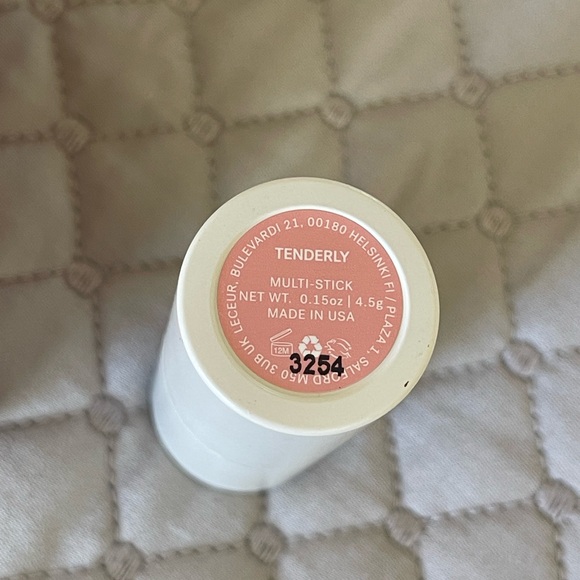 TENDERLY
MULTI-STICK
NET WT. 0.15oz | 4.5g
MADE IN USA
12M
3254
LECEUR, BULEVARDI 21, 00180 HELSINKI FI / PLAZA 1, SALFORD M50 3UB UK